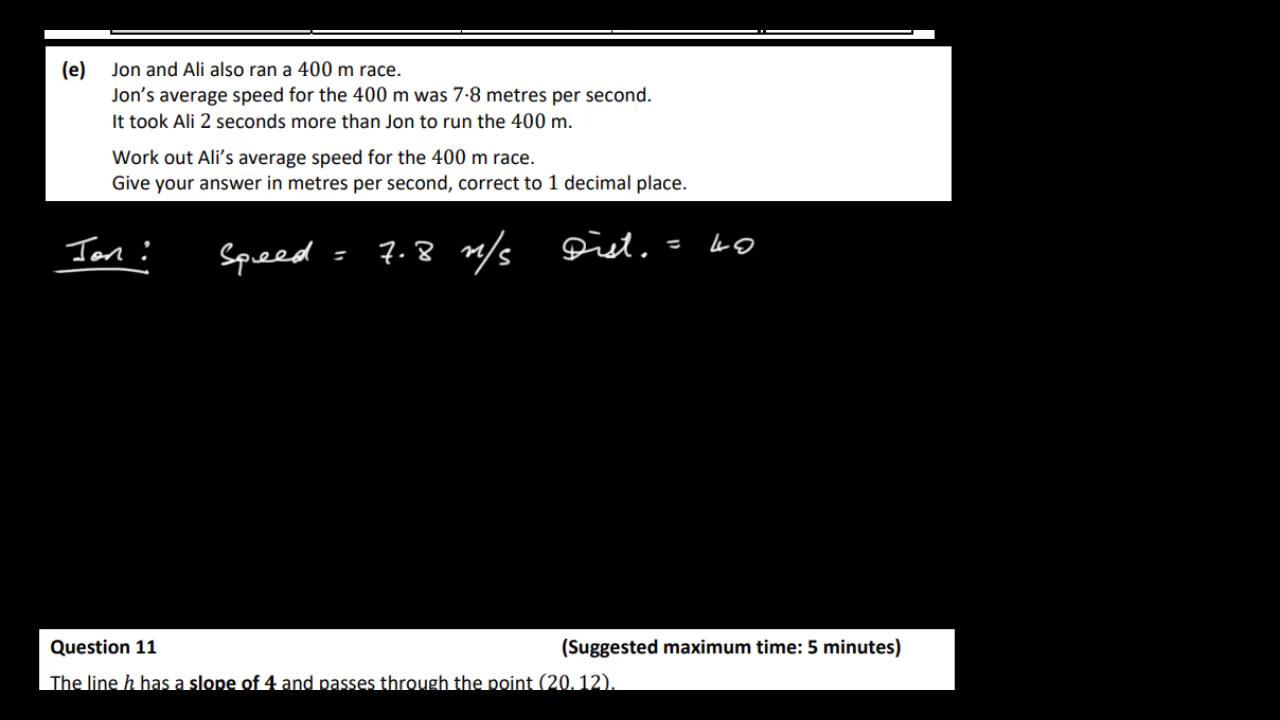 (e) Jon and Ali also ran a 400 m race.
Jon's average speed for the 400 m was 7·8 metres per second.
It took Ali 2 seconds more than Jon to run the 400 m.
Work out Ali's average speed for the 400 m race.
Give your answer in metres per second, correct to 1 decimal place.
Jon: Speed = 7.8 m/s Dist. = 40
Question 11 (Suggested maximum time: 5 minutes)
The line h has a slope of 4 and passes through the point (20, 12).